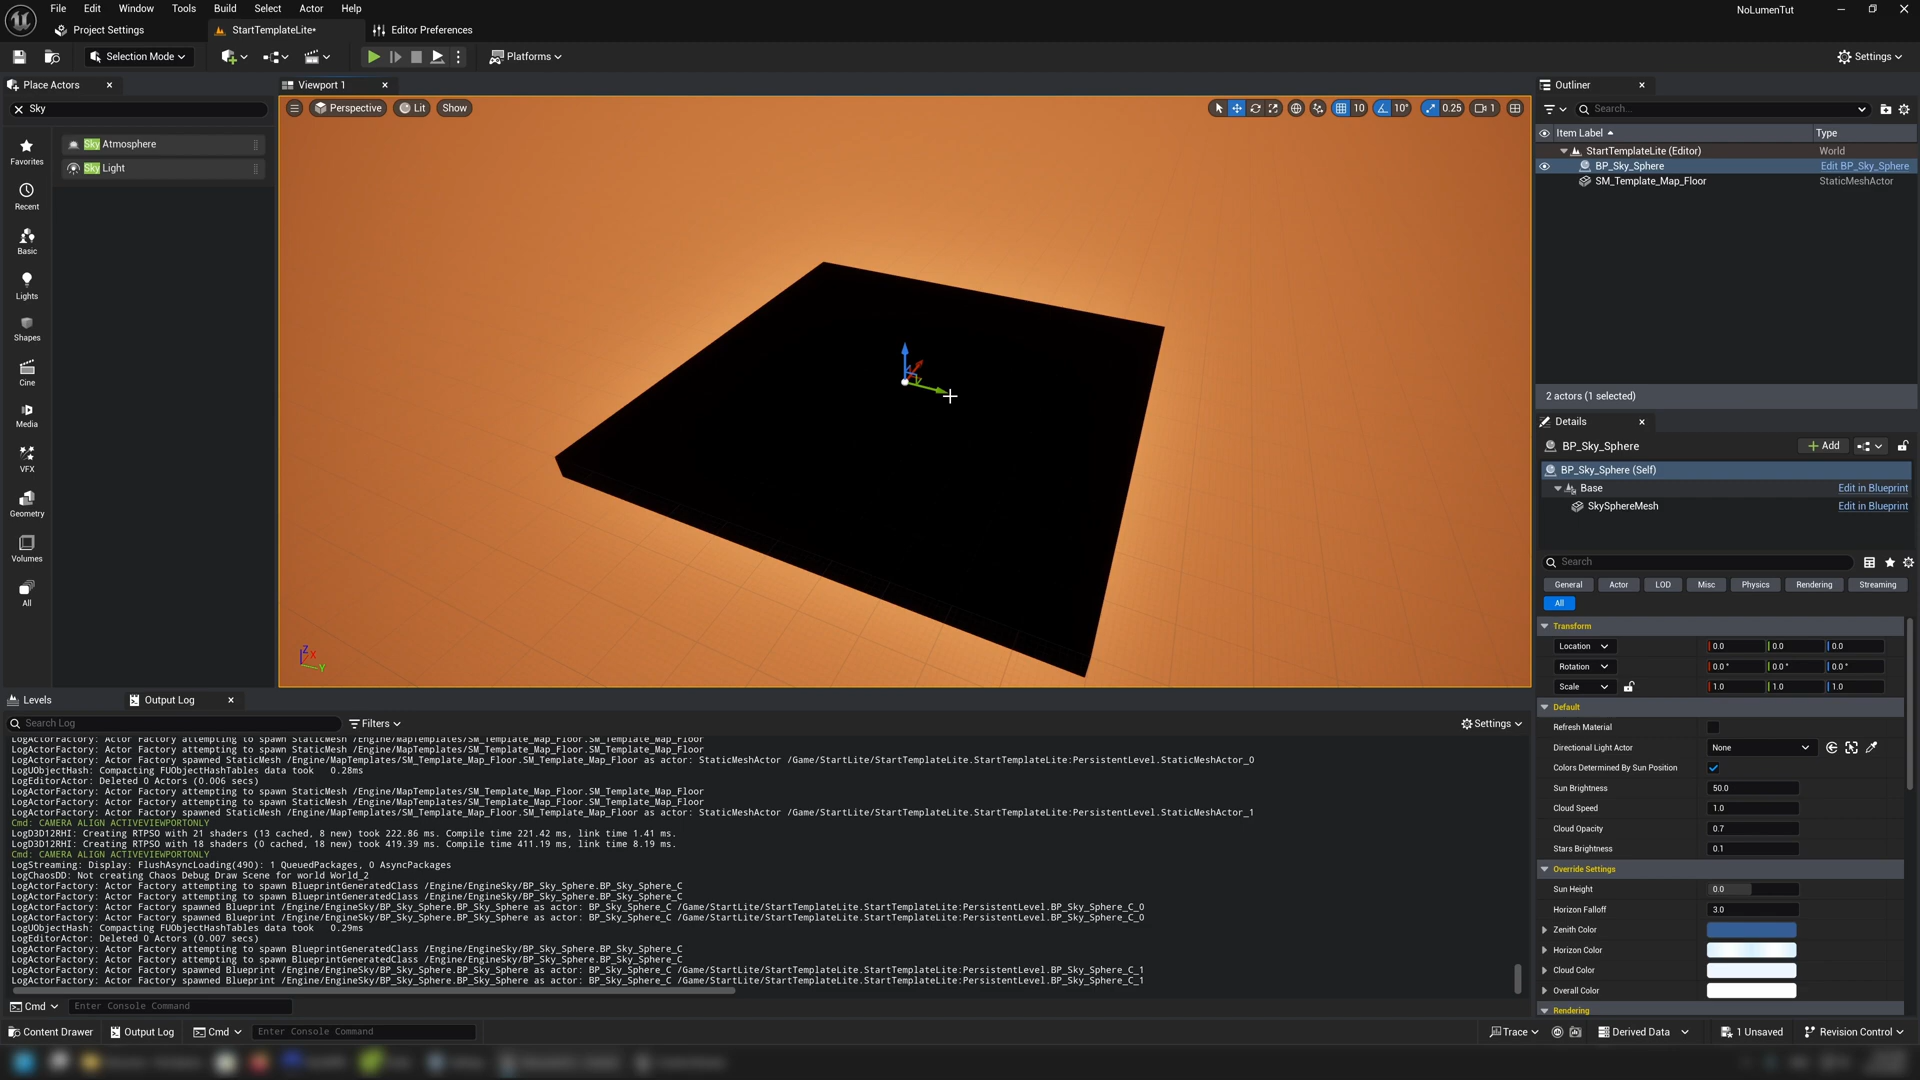 File Edit Window Tools Build Select Actor Help
NoLumenTut
Project Settings
StartTemplateLite*
Editor Preferences
Selection Mode
Platforms
Settings
Place Actors
Sky
Favorites
Recent
Basic
Lights
Shapes
Cine
Media
VFX
Geometry
Volumes
All
Sky Atmosphere
Sky Light
Viewport 1
Perspective Lit Show
10 10° 0.25 1
Z X Y
Outliner
Search...
Item Label Type
StartTemplateLite (Editor) World
BP_Sky_Sphere Edit BP_Sky_Sphere
SM_Template_Map_Floor StaticMeshActor
2 actors (1 selected)
Details
BP_Sky_Sphere
Add
BP_Sky_Sphere (Self)
Base Edit in Blueprint
SkySphereMesh Edit in Blueprint
Search
General Actor LOD Misc Physics Rendering Streaming
All
Transform
Location 0.0 0.0 0.0
Rotation 0.0° 0.0° 0.0°
Scale 1.0 1.0 1.0
Default
Refresh Material
Directional Light Actor None
Colors Determined By Sun Position
Sun Brightness 50.0
Cloud Speed 1.0
Cloud Opacity 0.7
Stars Brightness 0.1
Override Settings
Sun Height 0.0
Horizon Falloff 3.0
Zenith Color
Horizon Color
Cloud Color
Overall Color
Rendering
Levels
Output Log
Search Log
Filters
Settings
LogActorFactory: Actor Factory attempting to spawn StaticMesh /Engine/MapTemplates/SM_Template_Map_Floor.SM_Template_Map_Floor
LogActorFactory: Actor Factory attempting to spawn StaticMesh /Engine/MapTemplates/SM_Template_Map_Floor.SM_Template_Map_Floor
LogActorFactory: Actor Factory spawned StaticMesh /Engine/MapTemplates/SM_Template_Map_Floor.SM_Template_Map_Floor as actor: StaticMeshActor /Game/StartLite/StartTemplateLite.StartTemplateLite:PersistentLevel.StaticMeshActor_0
LogUObjectHash: Compacting FUObjectHashTables data took 0.28ms
LogEditorActor: Deleted 0 Actors (0.006 secs)
LogActorFactory: Actor Factory attempting to spawn StaticMesh /Engine/MapTemplates/SM_Template_Map_Floor.SM_Template_Map_Floor
LogActorFactory: Actor Factory attempting to spawn StaticMesh /Engine/MapTemplates/SM_Template_Map_Floor.SM_Template_Map_Floor
LogActorFactory: Actor Factory spawned StaticMesh /Engine/MapTemplates/SM_Template_Map_Floor.SM_Template_Map_Floor as actor: StaticMeshActor /Game/StartLite/StartTemplateLite.StartTemplateLite:PersistentLevel.StaticMeshActor_1
Cmd: CAMERA ALIGN ACTIVEVIEWPORTONLY
LogD3D12RHI: Creating RTPSO with 21 shaders (13 cached, 8 new) took 222.86 ms. Compile time 221.42 ms, link time 1.41 ms.
LogD3D12RHI: Creating RTPSO with 18 shaders (0 cached, 18 new) took 419.39 ms. Compile time 411.19 ms, link time 8.19 ms.
Cmd: CAMERA ALIGN ACTIVEVIEWPORTONLY
LogStreaming: Display: FlushAsyncLoading(490): 1 QueuedPackages, 0 AsyncPackages
LogChaosDD: Not creating Chaos Debug Draw Scene for world World_2
LogActorFactory: Actor Factory attempting to spawn BlueprintGeneratedClass /Engine/EngineSky/BP_Sky_Sphere.BP_Sky_Sphere_C
LogActorFactory: Actor Factory attempting to spawn BlueprintGeneratedClass /Engine/EngineSky/BP_Sky_Sphere.BP_Sky_Sphere_C
LogActorFactory: Actor Factory spawned Blueprint /Engine/EngineSky/BP_Sky_Sphere.BP_Sky_Sphere as actor: BP_Sky_Sphere_C /Game/StartLite/StartTemplateLite.StartTemplateLite:PersistentLevel.BP_Sky_Sphere_C_0
LogActorFactory: Actor Factory spawned Blueprint /Engine/EngineSky/BP_Sky_Sphere.BP_Sky_Sphere as actor: BP_Sky_Sphere_C /Game/StartLite/StartTemplateLite.StartTemplateLite:PersistentLevel.BP_Sky_Sphere_C_0
LogUObjectHash: Compacting FUObjectHashTables data took 0.29ms
LogEditorActor: Deleted 0 Actors (0.007 secs)
LogActorFactory: Actor Factory attempting to spawn BlueprintGeneratedClass /Engine/EngineSky/BP_Sky_Sphere.BP_Sky_Sphere_C
LogActorFactory: Actor Factory attempting to spawn BlueprintGeneratedClass /Engine/EngineSky/BP_Sky_Sphere.BP_Sky_Sphere_C
LogActorFactory: Actor Factory spawned Blueprint /Engine/EngineSky/BP_Sky_Sphere.BP_Sky_Sphere as actor: BP_Sky_Sphere_C /Game/StartLite/StartTemplateLite.StartTemplateLite:PersistentLevel.BP_Sky_Sphere_C_1
LogActorFactory: Actor Factory spawned Blueprint /Engine/EngineSky/BP_Sky_Sphere.BP_Sky_Sphere as actor: BP_Sky_Sphere_C /Game/StartLite/StartTemplateLite.StartTemplateLite:PersistentLevel.BP_Sky_Sphere_C_1
Cmd Enter Console Command
Content Drawer Output Log Cmd Enter Console Command
Trace Derived Data 1 Unsaved Revision Control